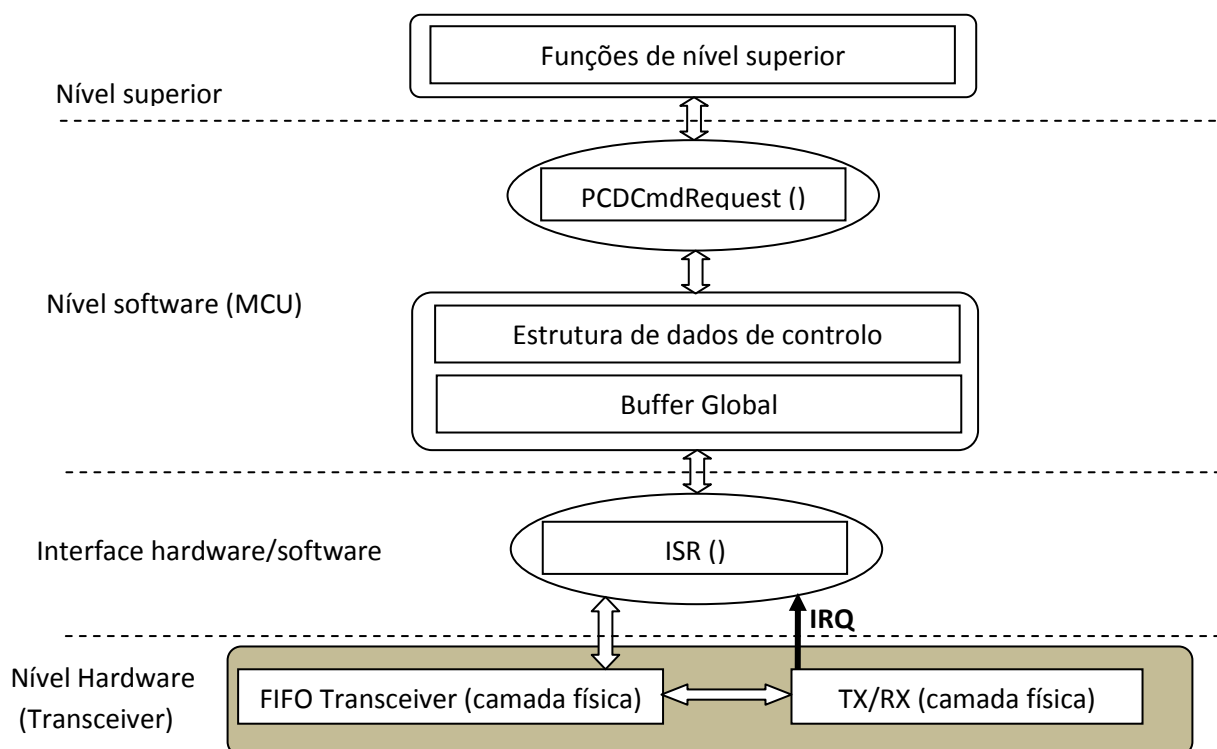 Funções de nível superior
Nível superior
PCDCmdRequest ()
Nível software (MCU)
Estrutura de dados de controlo
Buffer Global
Interface hardware/software
ISR ()
IRQ
Nível Hardware
(Transceiver)
FIFO Transceiver (camada física)
TX/RX (camada física)